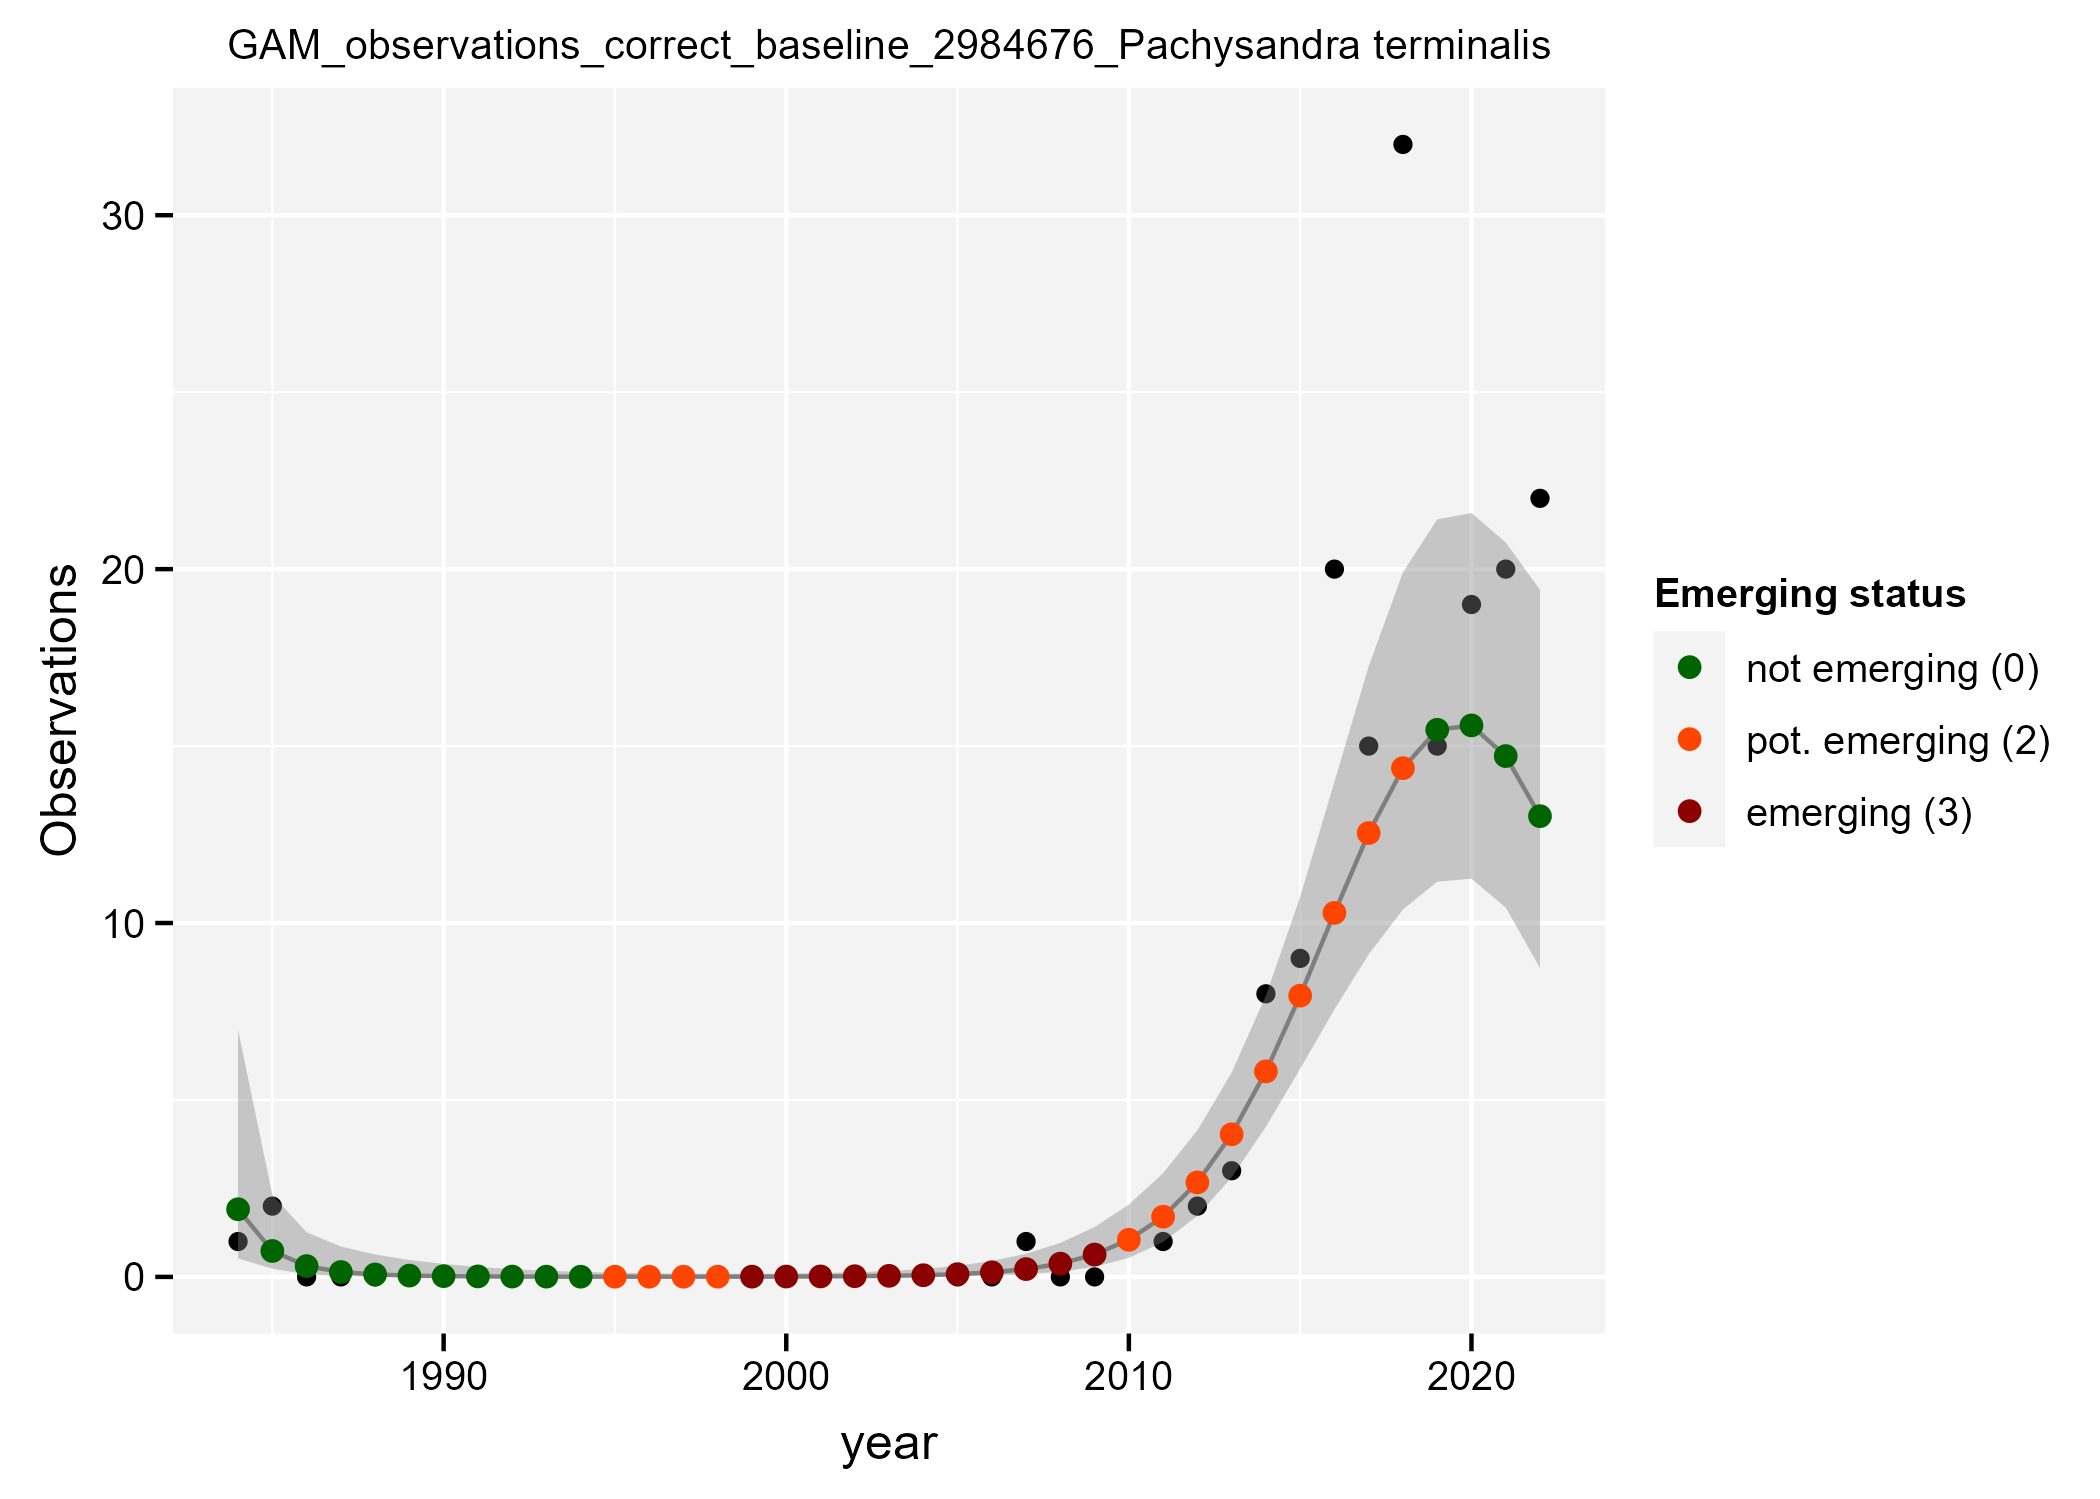 GAM_observations_correct_baseline_2984676_Pachysandra terminalis
30
20
10
0
Observations
1990
2000
2010
2020
year
Emerging status
not emerging (0)
pot. emerging (2)
emerging (3)